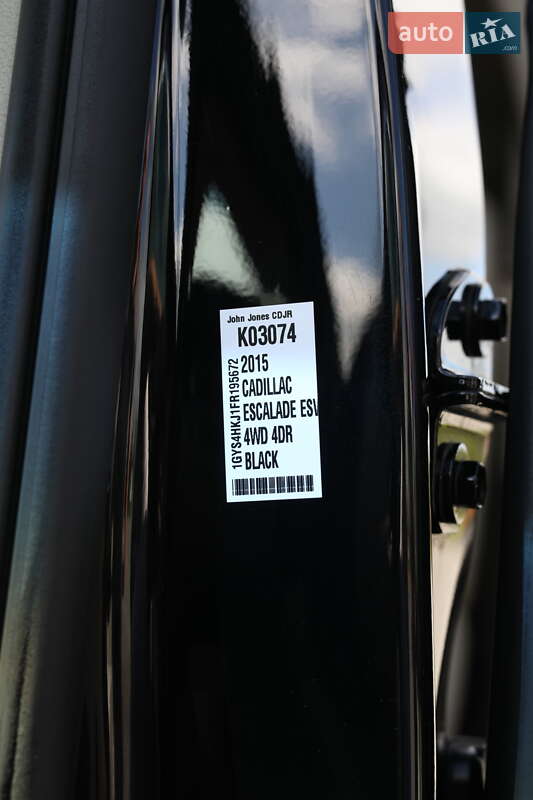 auto RIA .com
John Jones CDJR
K03074
1GYS4HKJ1FR195672
2015
CADILLAC
ESCALADE ESV
4WD 4DR
BLACK